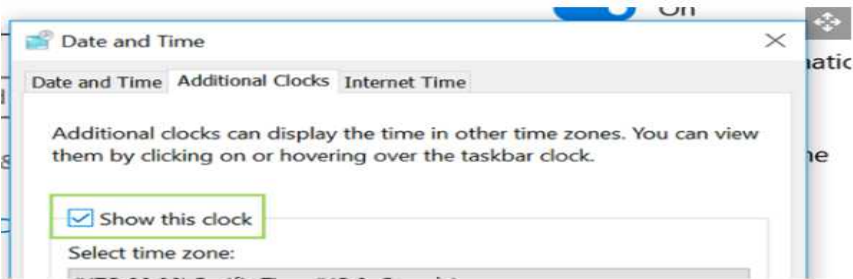 On
Date and Time
Date and Time Additional Clocks Internet Time
Additional clocks can display the time in other time zones. You can view
them by clicking on or hovering over the taskbar clock.
Show this clock
Select time zone: